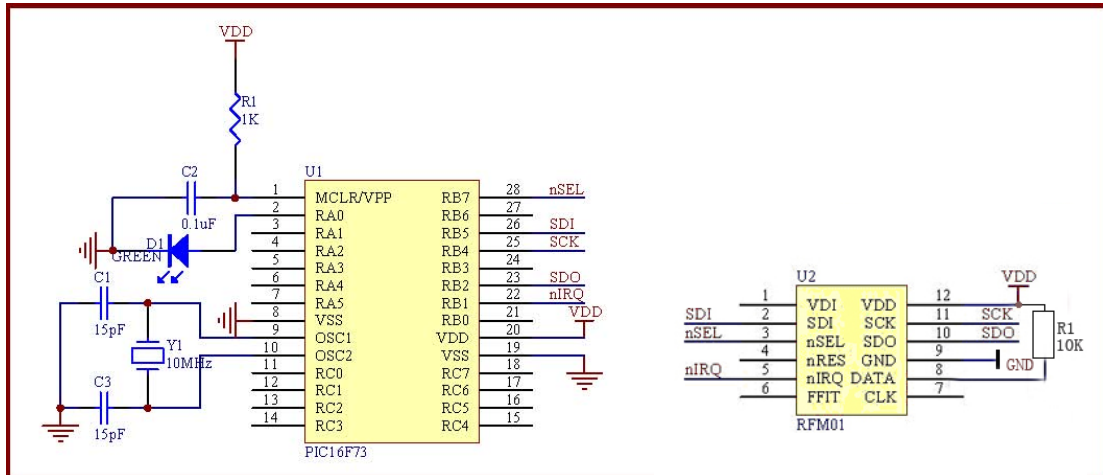 VDD
R1
1K
C2
0.1uF
D1
GREEN
C1
15pF
Y1
10MHz
C3
15pF
U1
1 MCLR/VPP RB7 28 nSEL
2 RA0 RB6 27
3 RA1 RB5 26 SDI
4 RA2 RB4 25 SCK
5 RA3 RB3 24
6 RA4 RB2 23 SDO
7 RA5 RB1 22 nIRQ
8 VSS RB0 21
9 OSC1 VDD 20 VDD
10 OSC2 VSS 19
11 RC0 RC7 18
12 RC1 RC6 17
13 RC2 RC5 16
14 RC3 RC4 15
PIC16F73
U2
VDD
1 VDI VDD 12
SDI 2 SDI SCK 11 SCK
nSEL 3 nSEL SDO 10 SDO
4 nRES GND 9 GND
nIRQ 5 nIRQ DATA 8
6 FFIT CLK 7
R1
10K
RFM01